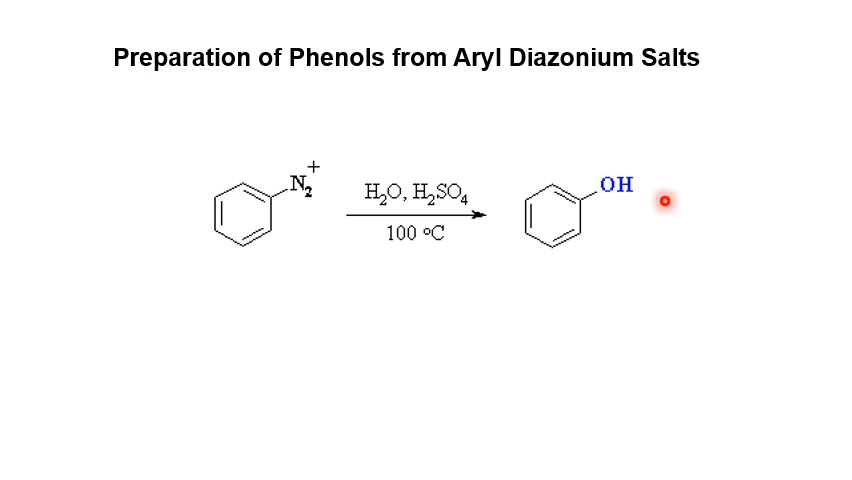 Preparation of Phenols from Aryl Diazonium Salts
N₂⁺
H₂O, H₂SO₄
100 °C
OH